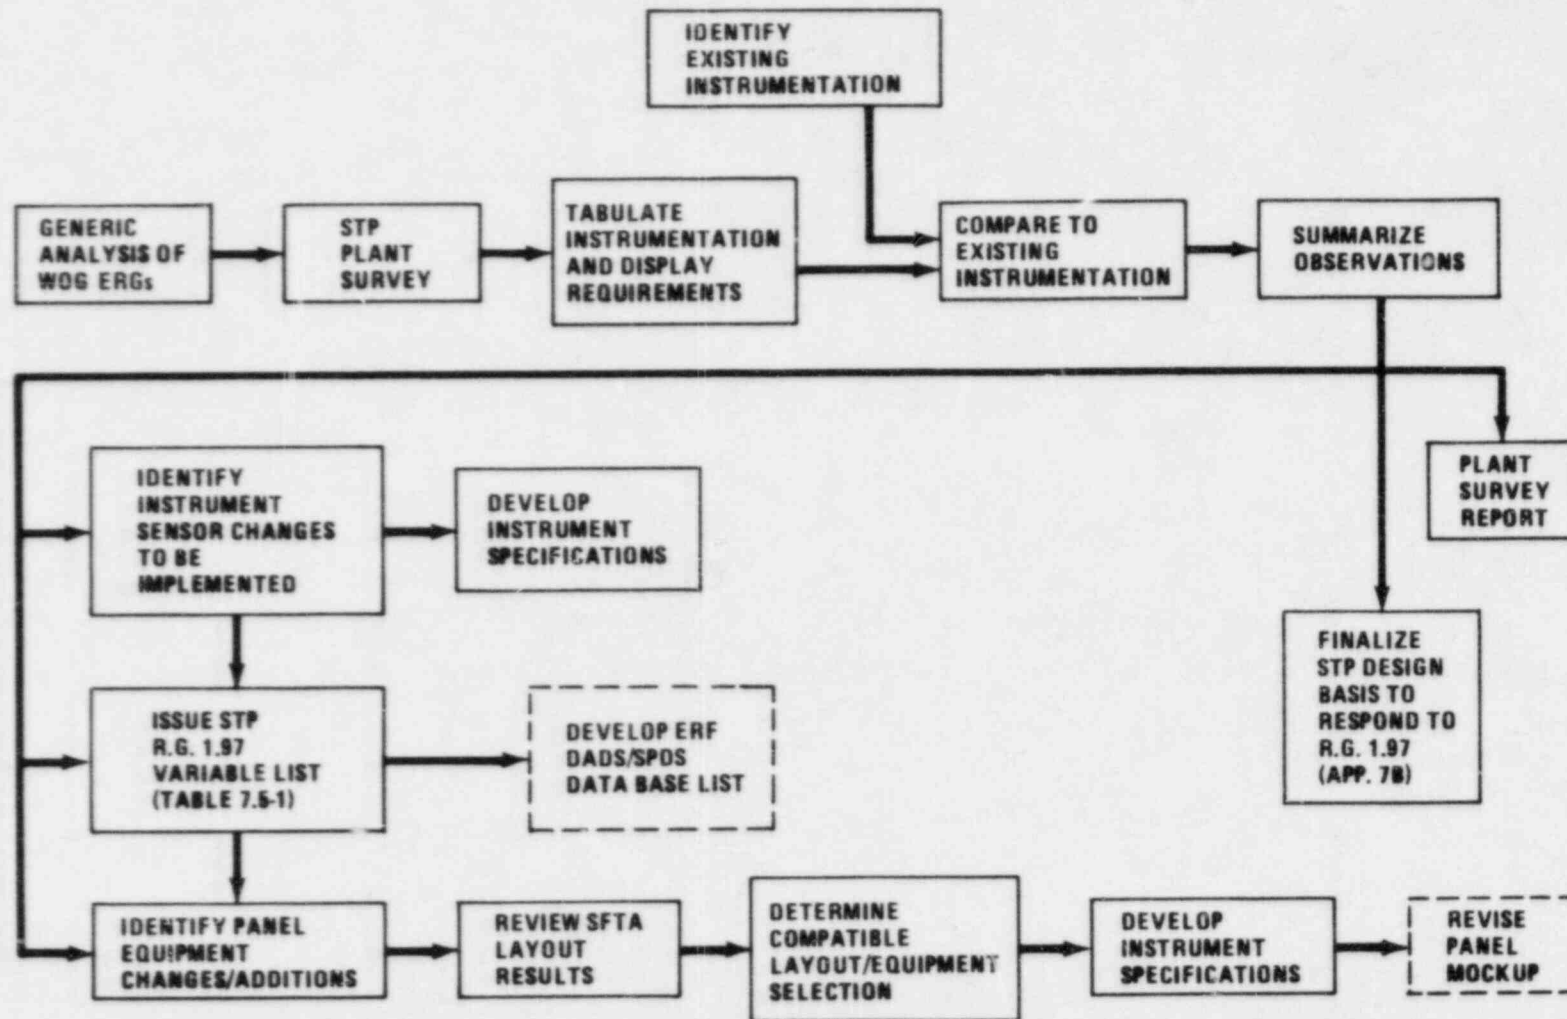 IDENTIFY
EXISTING
INSTRUMENTATION
GENERIC
ANALYSIS OF
WOG ERGs
STP
PLANT
SURVEY
TABULATE
INSTRUMENTATION
AND DISPLAY
REQUIREMENTS
COMPARE TO
EXISTING
INSTRUMENTATION
SUMMARIZE
OBSERVATIONS
IDENTIFY
INSTRUMENT
SENSOR CHANGES
TO BE
IMPLEMENTED
DEVELOP
INSTRUMENT
SPECIFICATIONS
PLANT
SURVEY
REPORT
ISSUE STP
R.G. 1.97
VARIABLE LIST
(TABLE 7.5-1)
DEVELOP ERF
DADS/SPDS
DATA BASE LIST
FINALIZE
STP DESIGN
BASIS TO
RESPOND TO
R.G. 1.97
(APP. 7B)
IDENTIFY PANEL
EQUIPMENT
CHANGES/ADDITIONS
REVIEW SFTA
LAYOUT
RESULTS
DETERMINE
COMPATIBLE
LAYOUT/EQUIPMENT
SELECTION
DEVELOP
INSTRUMENT
SPECIFICATIONS
REVISE
PANEL
MOCKUP